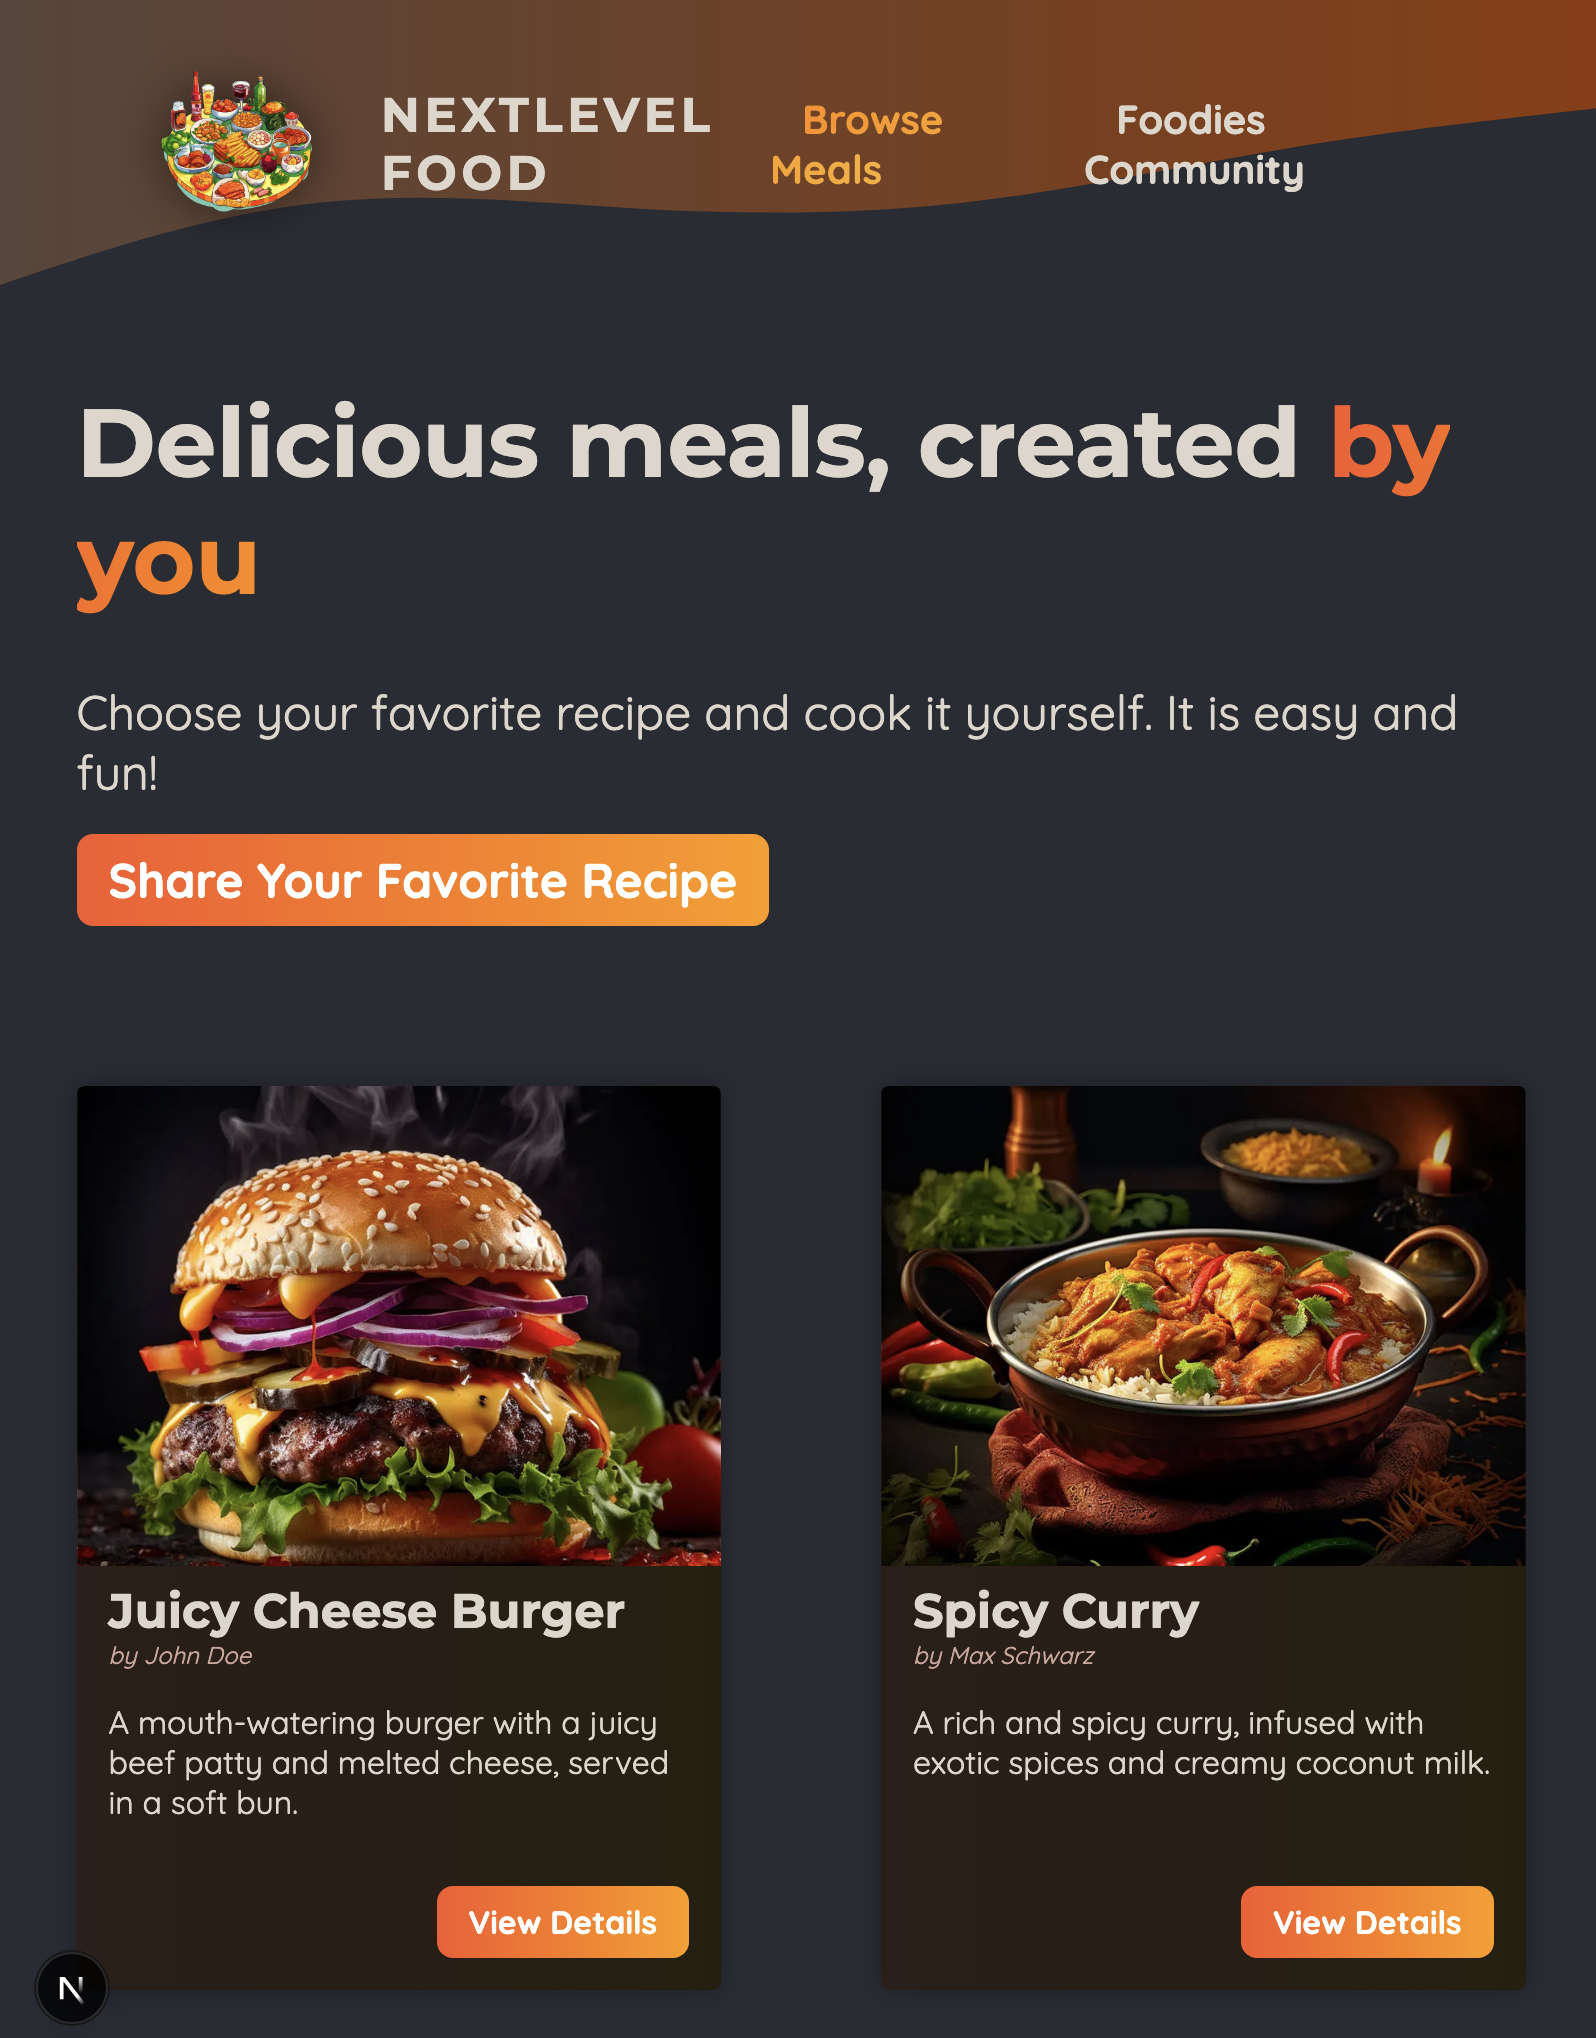 NEXTLEVEL
FOOD
Browse
Meals
Foodies
Community
Delicious meals, created by
you
Choose your favorite recipe and cook it yourself. It is easy and
fun!
Share Your Favorite Recipe
Juicy Cheese Burger
by John Doe
A mouth-watering burger with a juicy
beef patty and melted cheese, served
in a soft bun.
View Details
Spicy Curry
by Max Schwarz
A rich and spicy curry, infused with
exotic spices and creamy coconut milk.
View Details
N